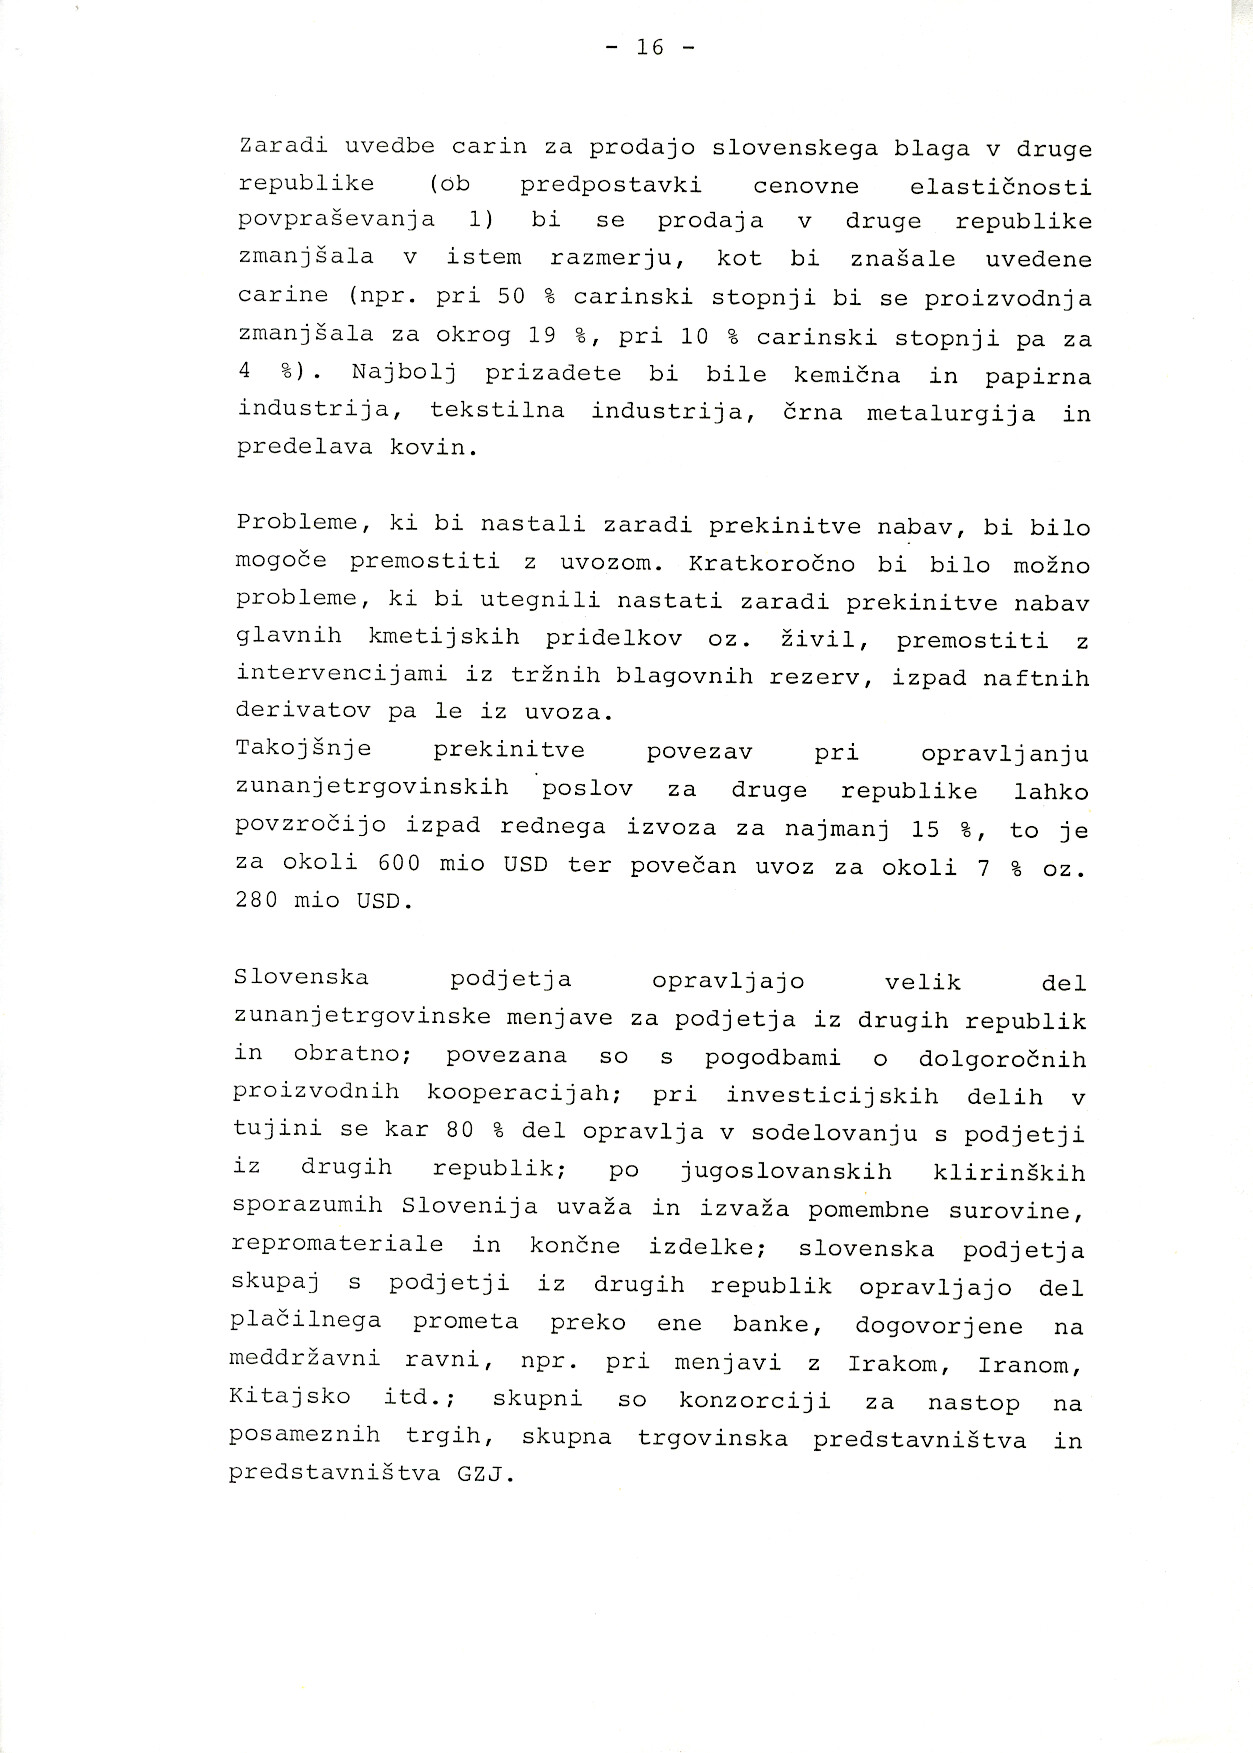 - 16 -
Zaradi uvedbe carin za prodajo slovenskega blaga v druge
republike (ob predpostavki cenovne elastičnosti
povpraševanja 1) bi se prodaja v druge republike
zmanjšala v istem razmerju, kot bi znašale uvedene
carine (npr. pri 50 % carinski stopnji bi se proizvodnja
zmanjšala za okrog 19 %, pri 10 % carinski stopnji pa za
4 %). Najbolj prizadete bi bile kemična in papirna
industrija, tekstilna industrija, črna metalurgija in
predelava kovin.
Probleme, ki bi nastali zaradi prekinitve nabav, bi bilo
mogoče premostiti z uvozom. Kratkoročno bi bilo možno
probleme, ki bi utegnili nastati zaradi prekinitve nabav
glavnih kmetijskih pridelkov oz. živil, premostiti z
intervencijami iz tržnih blagovnih rezerv, izpad naftnih
derivatov pa le iz uvoza.
Takojšnje prekinitve povezav pri opravljanju
zunanjetrgovinskih poslov za druge republike lahko
povzročijo izpad rednega izvoza za najmanj 15 %, to je
za okoli 600 mio USD ter povečan uvoz za okoli 7 % oz.
280 mio USD.
Slovenska podjetja opravljajo velik del
zunanjetrgovinske menjave za podjetja iz drugih republik
in obratno; povezana so s pogodbami o dolgoročnih
proizvodnih kooperacijah; pri investicijskih delih v
tujini se kar 80 % del opravlja v sodelovanju s podjetji
iz drugih republik; po jugoslovanskih klirinških
sporazumih Slovenija uvaža in izvaža pomembne surovine,
repromateriale in končne izdelke; slovenska podjetja
skupaj s podjetji iz drugih republik opravljajo del
plačilnega prometa preko ene banke, dogovorjene na
meddržavni ravni, npr. pri menjavi z Irakom, Iranom,
Kitajsko itd.; skupni so konzorciji za nastop na
posameznih trgih, skupna trgovinska predstavništva in
predstavništva GZJ.